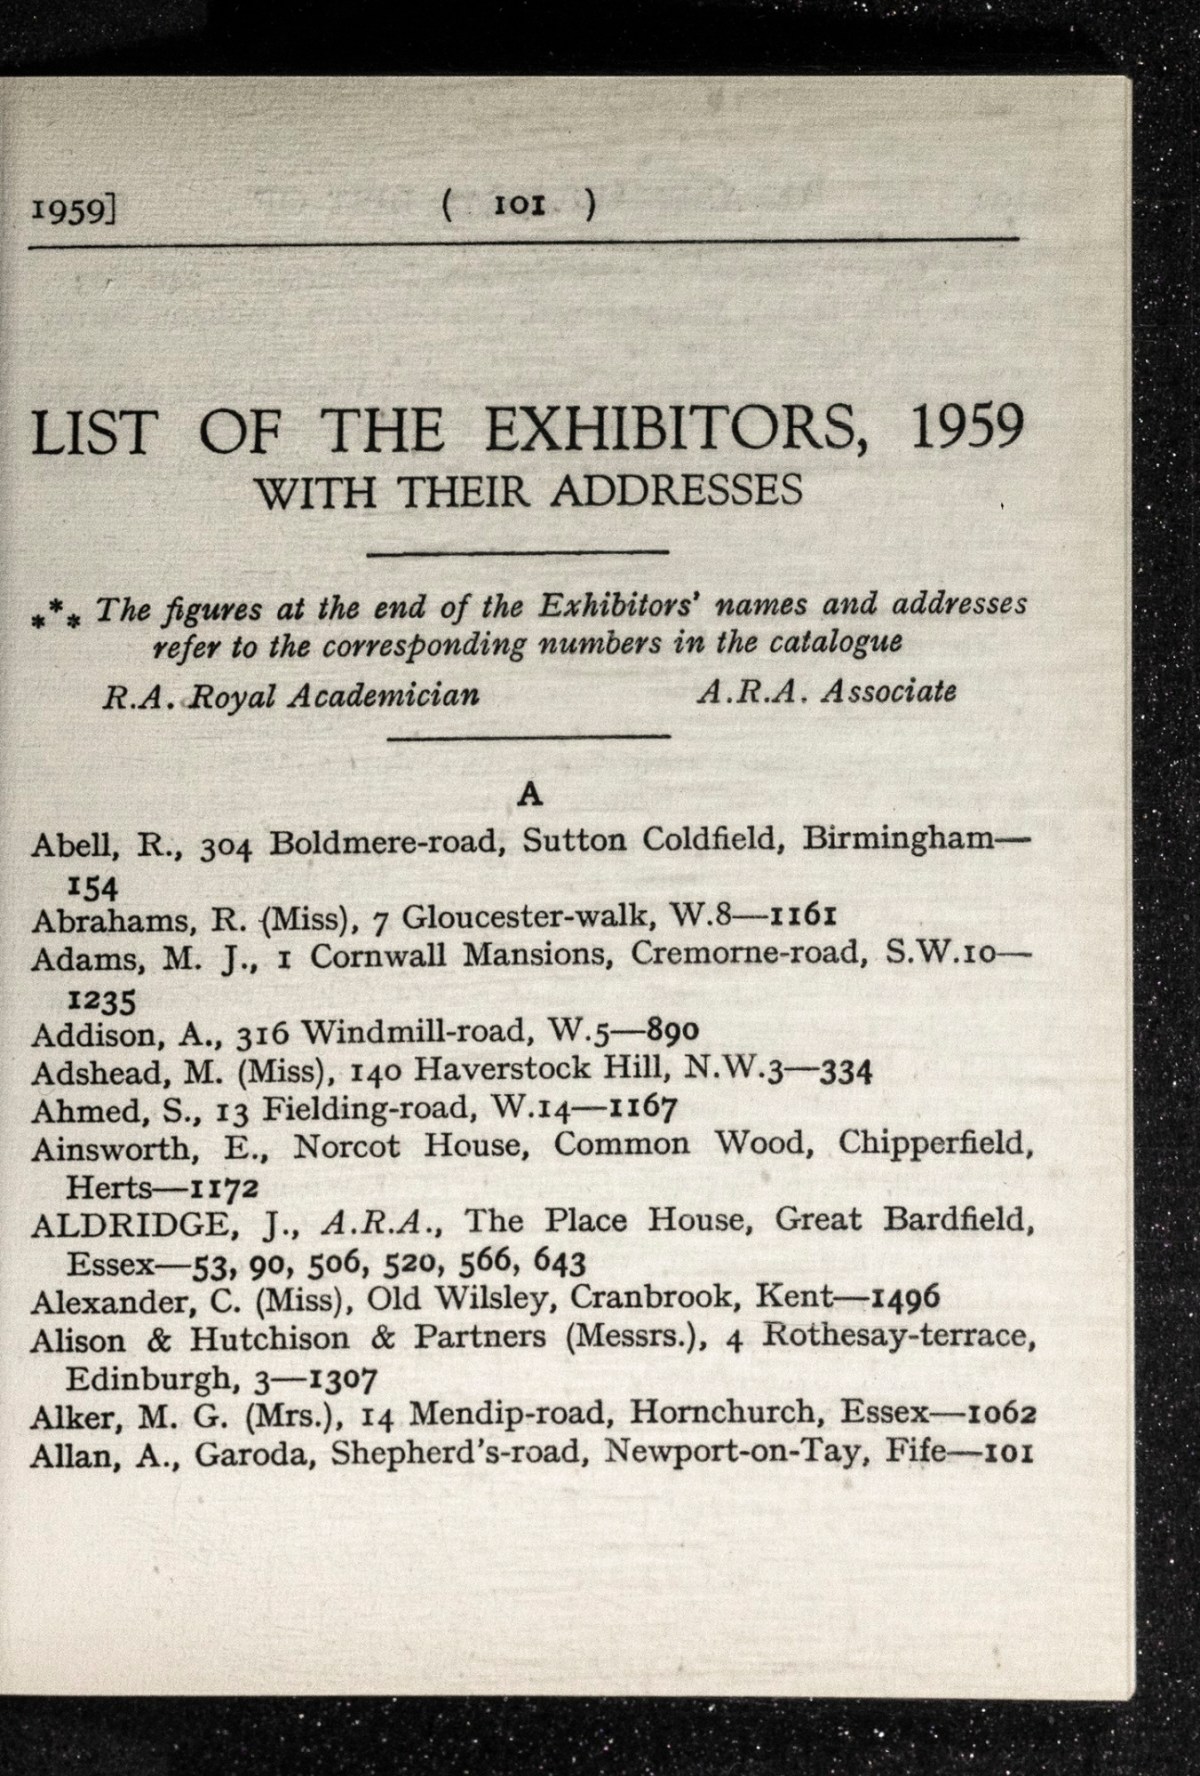 1959] ( 101 )
LIST OF THE EXHIBITORS, 1959
WITH THEIR ADDRESSES
*** The figures at the end of the Exhibitors' names and addresses
refer to the corresponding numbers in the catalogue
R.A. Royal Academician A.R.A. Associate
A
Abell, R., 304 Boldmere-road, Sutton Coldfield, Birmingham—
154
Abrahams, R. (Miss), 7 Gloucester-walk, W.8—1161
Adams, M. J., 1 Cornwall Mansions, Cremorne-road, S.W.10—
1235
Addison, A., 316 Windmill-road, W.5—890
Adshead, M. (Miss), 140 Haverstock Hill, N.W.3—334
Ahmed, S., 13 Fielding-road, W.14—1167
Ainsworth, E., Norcot House, Common Wood, Chipperfield,
Herts—1172
ALDRIDGE, J., A.R.A., The Place House, Great Bardfield,
Essex—53, 90, 506, 520, 566, 643
Alexander, C. (Miss), Old Wilsley, Cranbrook, Kent—1496
Alison & Hutchison & Partners (Messrs.), 4 Rothesay-terrace,
Edinburgh, 3—1307
Alker, M. G. (Mrs.), 14 Mendip-road, Hornchurch, Essex—1062
Allan, A., Garoda, Shepherd's-road, Newport-on-Tay, Fife—101